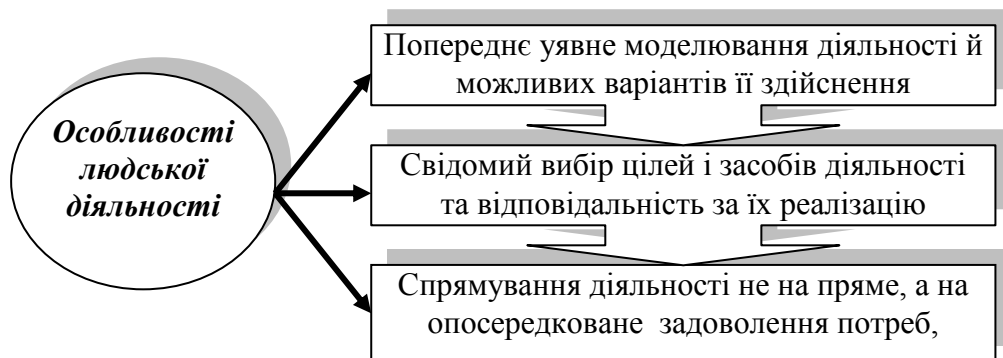 Особливості
людської
діяльності
Попереднє уявне моделювання діяльності й
можливих варіантів її здійснення
Свідомий вибір цілей і засобів діяльності
та відповідальність за їх реалізацію
Спрямування діяльності не на пряме, а на
опосередковане задоволення потреб,